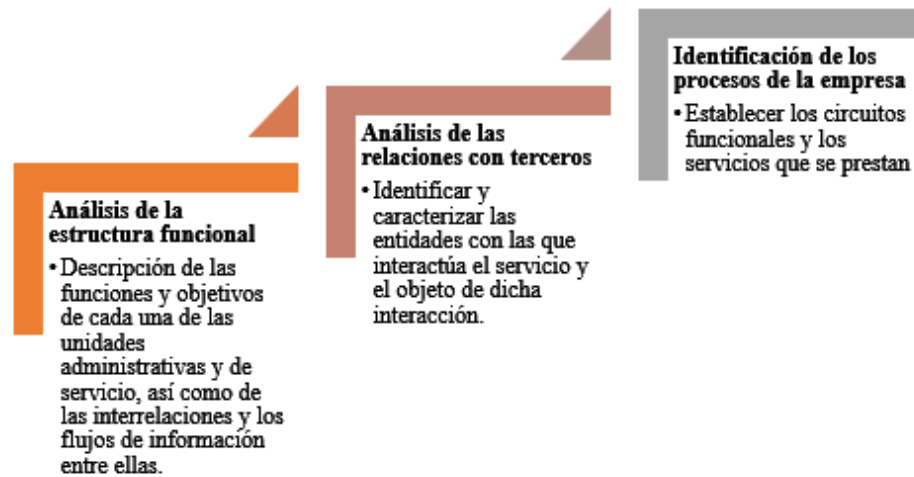 Análisis de la
estructura funcional
•Descripción de las
funciones y objetivos
de cada una de las
unidades
administrativas y de
servicio, así como de
las interrelaciones y los
flujos de información
entre ellas.
Análisis de las
relaciones con terceros
•Identificar y
caracterizar las
entidades con las que
interactúa el servicio y
el objeto de dicha
interacción.
Identificación de los
procesos de la empresa
•Establecer los circuitos
funcionales y los
servicios que se prestan